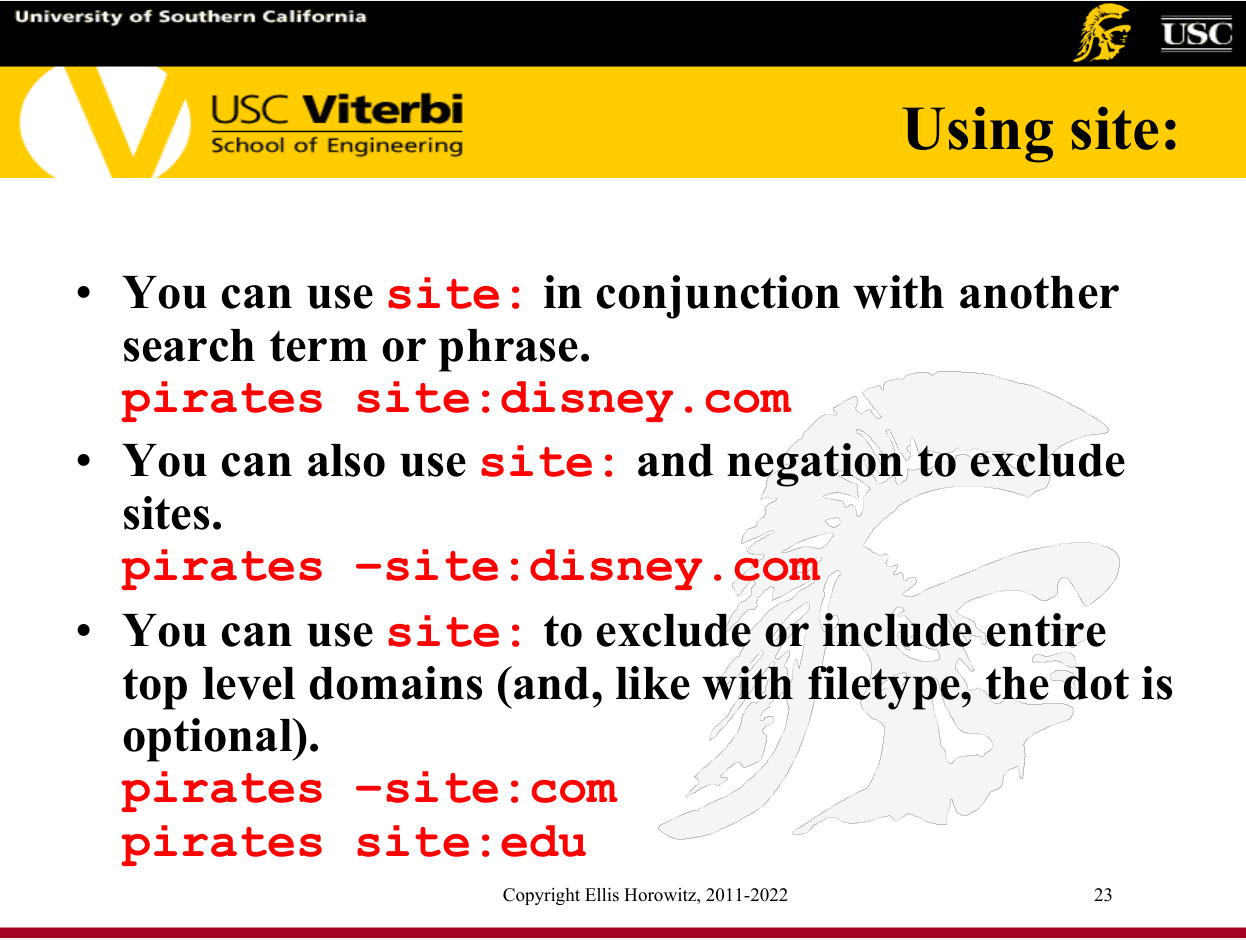 University of Southern California
USC
USC Viterbi
School of Engineering
Using site:
• You can use site: in conjunction with another
search term or phrase.
pirates site:disney.com
• You can also use site: and negation to exclude
sites.
pirates –site:disney.com
• You can use site: to exclude or include entire
top level domains (and, like with filetype, the dot is
optional).
pirates –site:com
pirates site:edu
Copyright Ellis Horowitz, 2011-2022
23